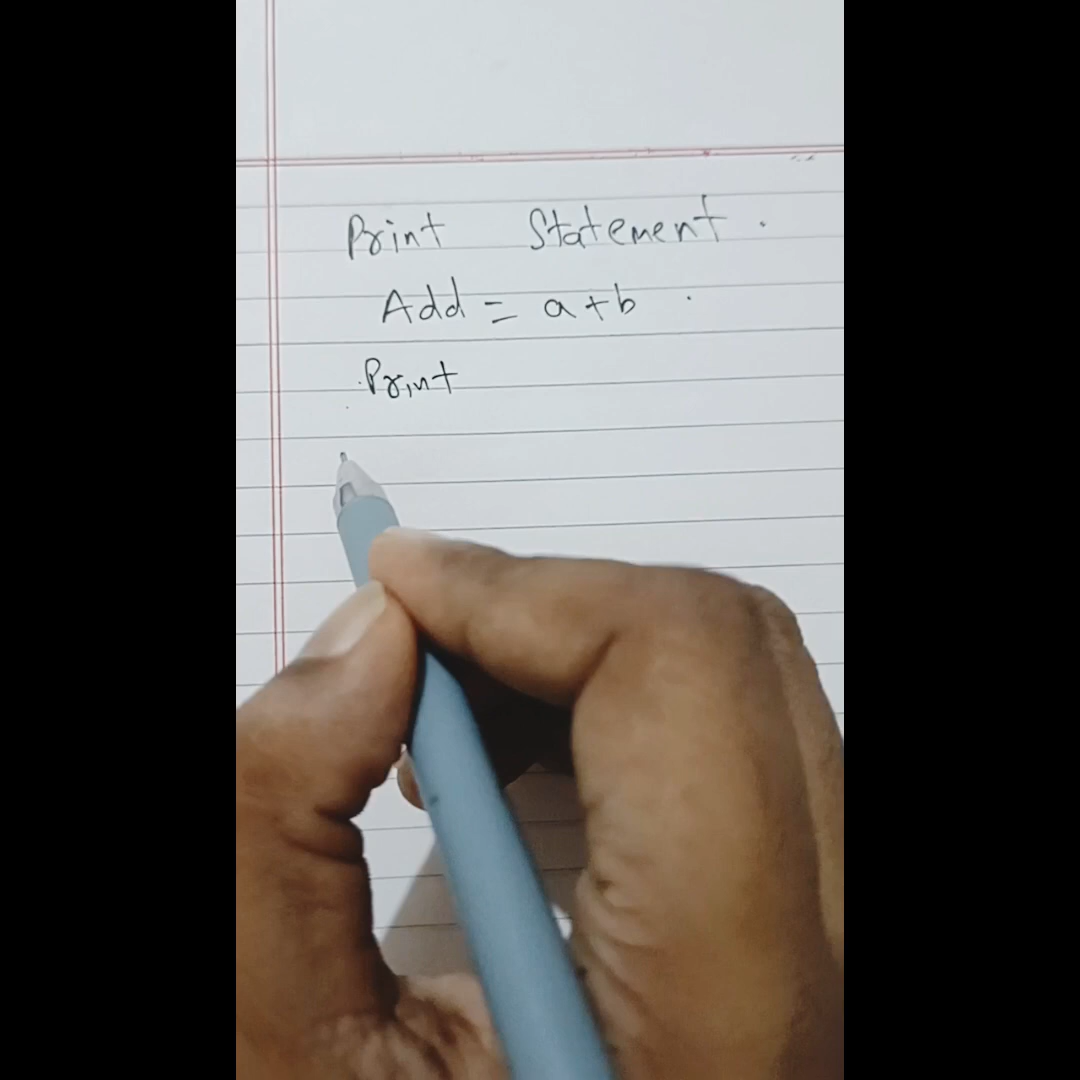 Print Statement.
Add = a+b .
Print